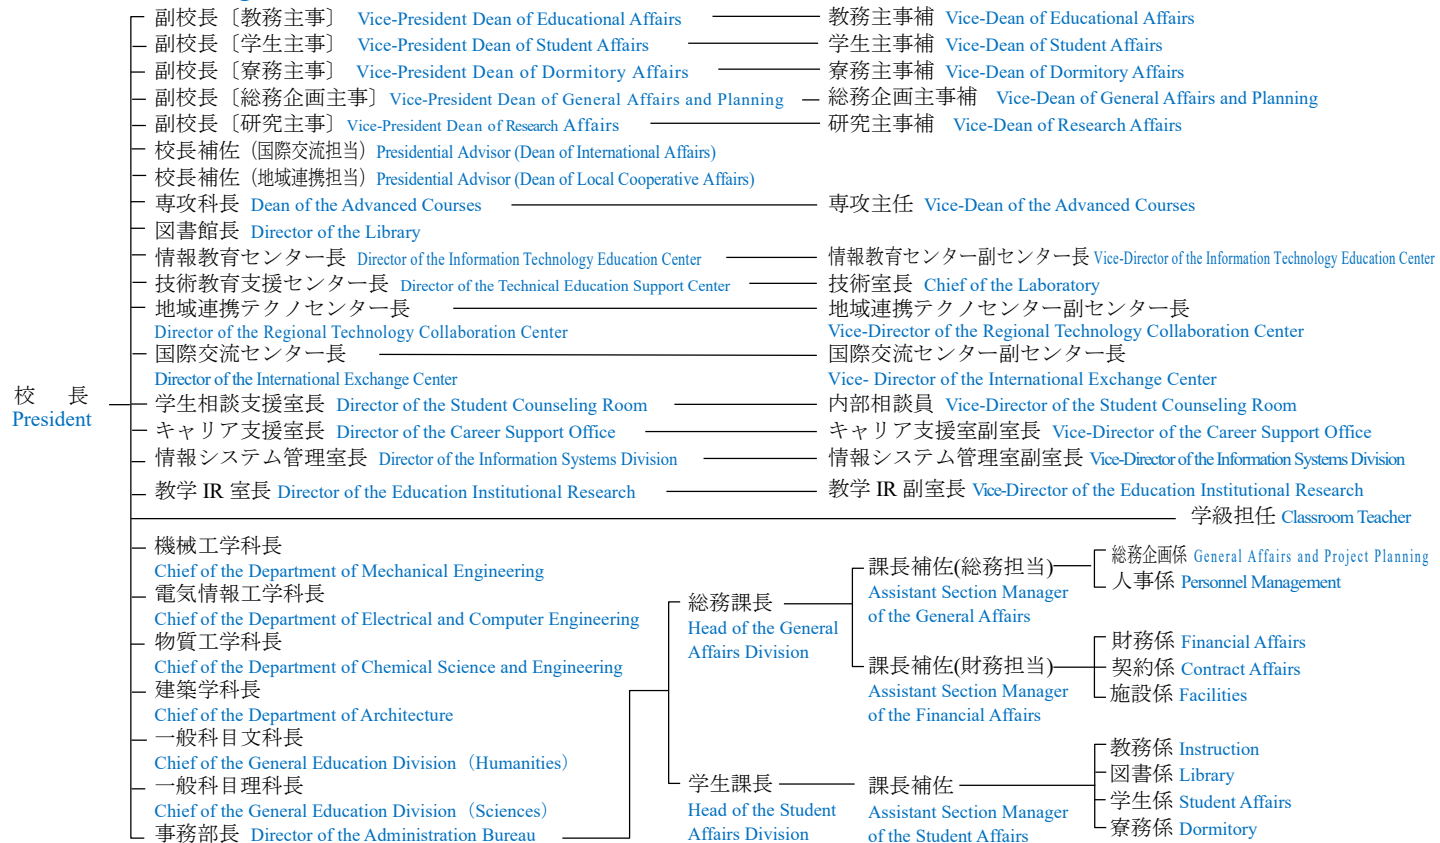 副校長〔教務主事〕 Vice-President Dean of Educational Affairs 教務主事補 Vice-Dean of Educational Affairs
副校長〔学生主事〕 Vice-President Dean of Student Affairs 学生主事補 Vice-Dean of Student Affairs
副校長〔寮務主事〕 Vice-President Dean of Dormitory Affairs 寮務主事補 Vice-Dean of Dormitory Affairs
副校長〔総務企画主事〕 Vice-President Dean of General Affairs and Planning 総務企画主事補 Vice-Dean of General Affairs and Planning
副校長〔研究主事〕 Vice-President Dean of Research Affairs 研究主事補 Vice-Dean of Research Affairs
校長補佐（国際交流担当）Presidential Advisor (Dean of International Affairs)
校長補佐（地域連携担当）Presidential Advisor (Dean of Local Cooperative Affairs)
専攻科長 Dean of the Advanced Courses 専攻主任 Vice-Dean of the Advanced Courses
図書館長 Director of the Library
情報教育センター長 Director of the Information Technology Education Center 情報教育センター副センター長 Vice-Director of the Information Technology Education Center
技術教育支援センター長 Director of the Technical Education Support Center 技術室長 Chief of the Laboratory
地域連携テクノセンター長 地域連携テクノセンター副センター長
Director of the Regional Technology Collaboration Center Vice-Director of the Regional Technology Collaboration Center
国際交流センター長 国際交流センター副センター長
Director of the International Exchange Center Vice- Director of the International Exchange Center
校　長
President
学生相談支援室長 Director of the Student Counseling Room 内部相談員 Vice-Director of the Student Counseling Room
キャリア支援室長 Director of the Career Support Office キャリア支援室副室長 Vice-Director of the Career Support Office
情報システム管理室長 Director of the Information Systems Division 情報システム管理室副室長 Vice-Director of the Information Systems Division
教学 IR 室長 Director of the Education Institutional Research 教学 IR 副室長 Vice-Director of the Education Institutional Research
学級担任 Classroom Teacher
機械工学科長
Chief of the Department of Mechanical Engineering
電気情報工学科長
Chief of the Department of Electrical and Computer Engineering
物質工学科長
Chief of the Department of Chemical Science and Engineering
建築学科長
Chief of the Department of Architecture
一般科目文科長
Chief of the General Education Division（Humanities）
一般科目理科長
Chief of the General Education Division（Sciences）
事務部長 Director of the Administration Bureau
総務課長
Head of the General
Affairs Division
課長補佐(総務担当)
Assistant Section Manager
of the General Affairs
総務企画係 General Affairs and Project Planning
人事係 Personnel Management
課長補佐(財務担当)
Assistant Section Manager
of the Financial Affairs
財務係 Financial Affairs
契約係 Contract Affairs
施設係 Facilities
学生課長
Head of the Student
Affairs Division
課長補佐
Assistant Section Manager
of the Student Affairs
教務係 Instruction
図書係 Library
学生係 Student Affairs
寮務係 Dormitory